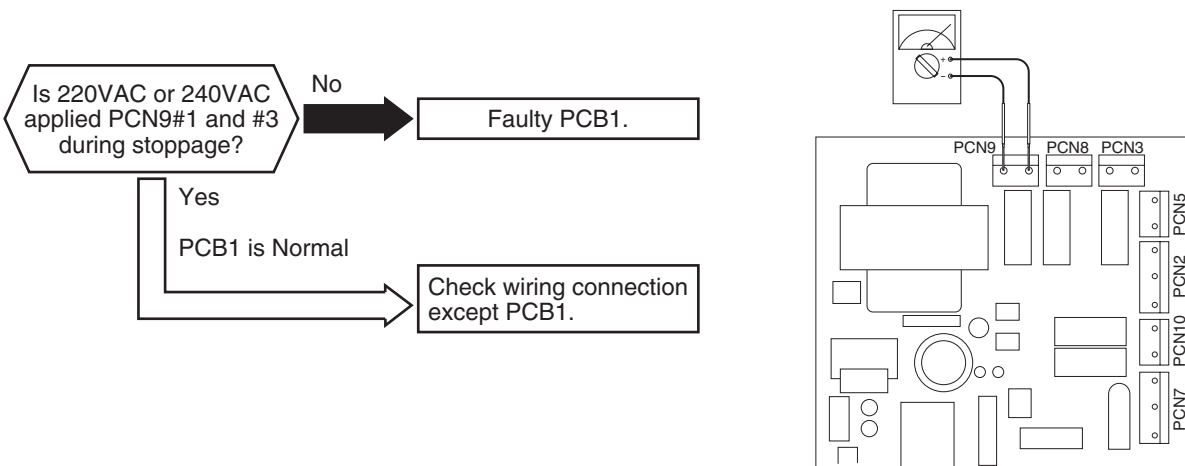 Is 220VAC or 240VAC
applied PCN9#1 and #3
during stoppage?
No
Faulty PCB1.
Yes
PCB1 is Normal
Check wiring connection
except PCB1.
+
−
PCN9
PCN8
PCN3
PCN5
PCN2
PCN10
PCN7